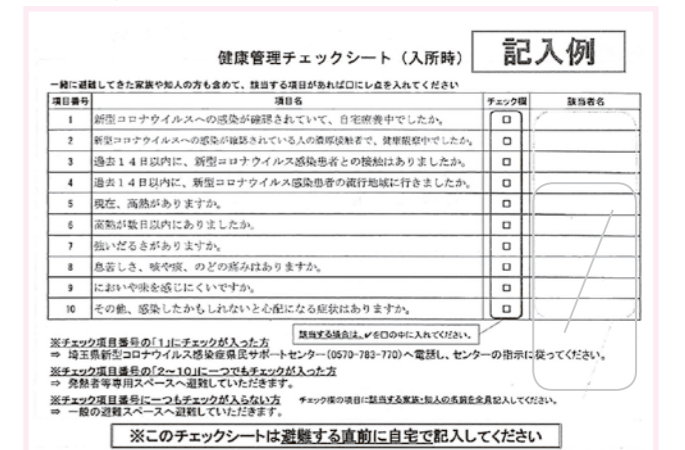 健康管理チェックシート（入所時）
記入例
一緒に避難してきた家族や知人の方も含めて、該当する項目があれば口にレ点を入れてください
項目番号 項目名 チェック欄 該当者名
1 新型コロナウイルスへの感染が確認されていて、自宅療養中でしたか。 □
2 新型コロナウイルスへの感染が確認されている人の濃厚接触者で、健康観察中でしたか。 □
3 過去14日以内に、新型コロナウイルス感染患者との接触はありましたか。 □
4 過去14日以内に、新型コロナウイルス感染患者の流行地域に行きましたか。 □
5 現在、高熱がありますか。 □
6 高熱が数日以内にありましたか。 □
7 強いだるさがありますか。 □
8 息苦しさ、咳や痰、のどの痛みはありますか。 □
9 においや味を感じにくいですか。 □
10 その他、感染したかもしれないと心配になる症状はありますか。 □
該当する場合は、✔を口の中に入れてください。
※チェック項目番号の「1」にチェックが入った方
⇒ 埼玉県新型コロナウイルス感染症県民サポートセンター（0570-783-770）へ電話し、センターの指示に従ってください。
※チェック項目番号の「2～10」に一つでもチェックが入った方
⇒ 発熱者等専用スペースへ避難していただきます。
※チェック項目番号に一つもチェックが入らない方
チェック欄の項目に該当する家族・知人の名前を全員記入してください。
⇒ 一般の避難スペースへ避難していただきます。
※このチェックシートは避難する直前に自宅で記入してください